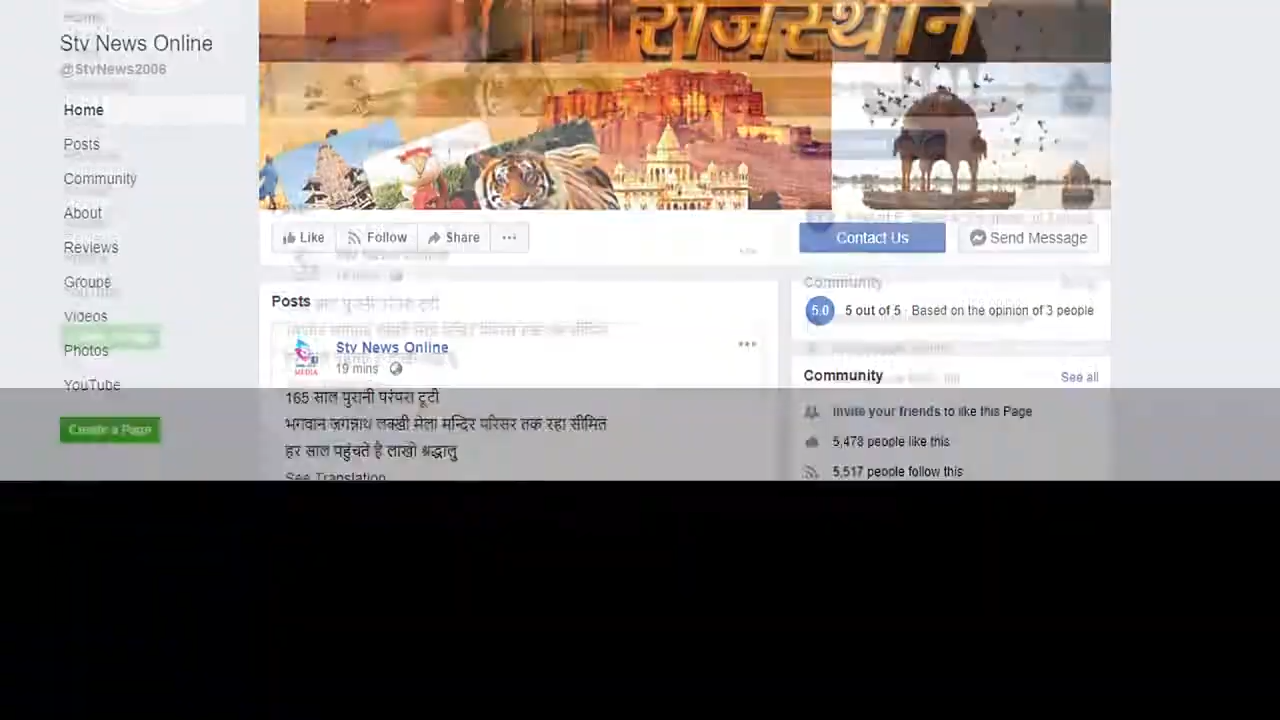 राजस्थान
Stv News Online
@StvNews2006
Home
Posts
Community
About
Reviews
Groups
Videos
Photos
YouTube
Create a Page
Like
Follow
Share
Contact Us
Send Message
Posts
Stv News Online
19 mins
MEDIA
165 साल पुरानी परंपरा टूटी
भगवान जगन्नाथ लक्खी मेला मन्दिर परिसर तक रहा सीमित
हर साल पहुंचते है लाखो श्रद्धालु
See Translation
Community
5.0
5 out of 5 · Based on the opinion of 3 people
Community
See all
Invite your friends to like this Page
5,473 people like this
5,517 people follow this